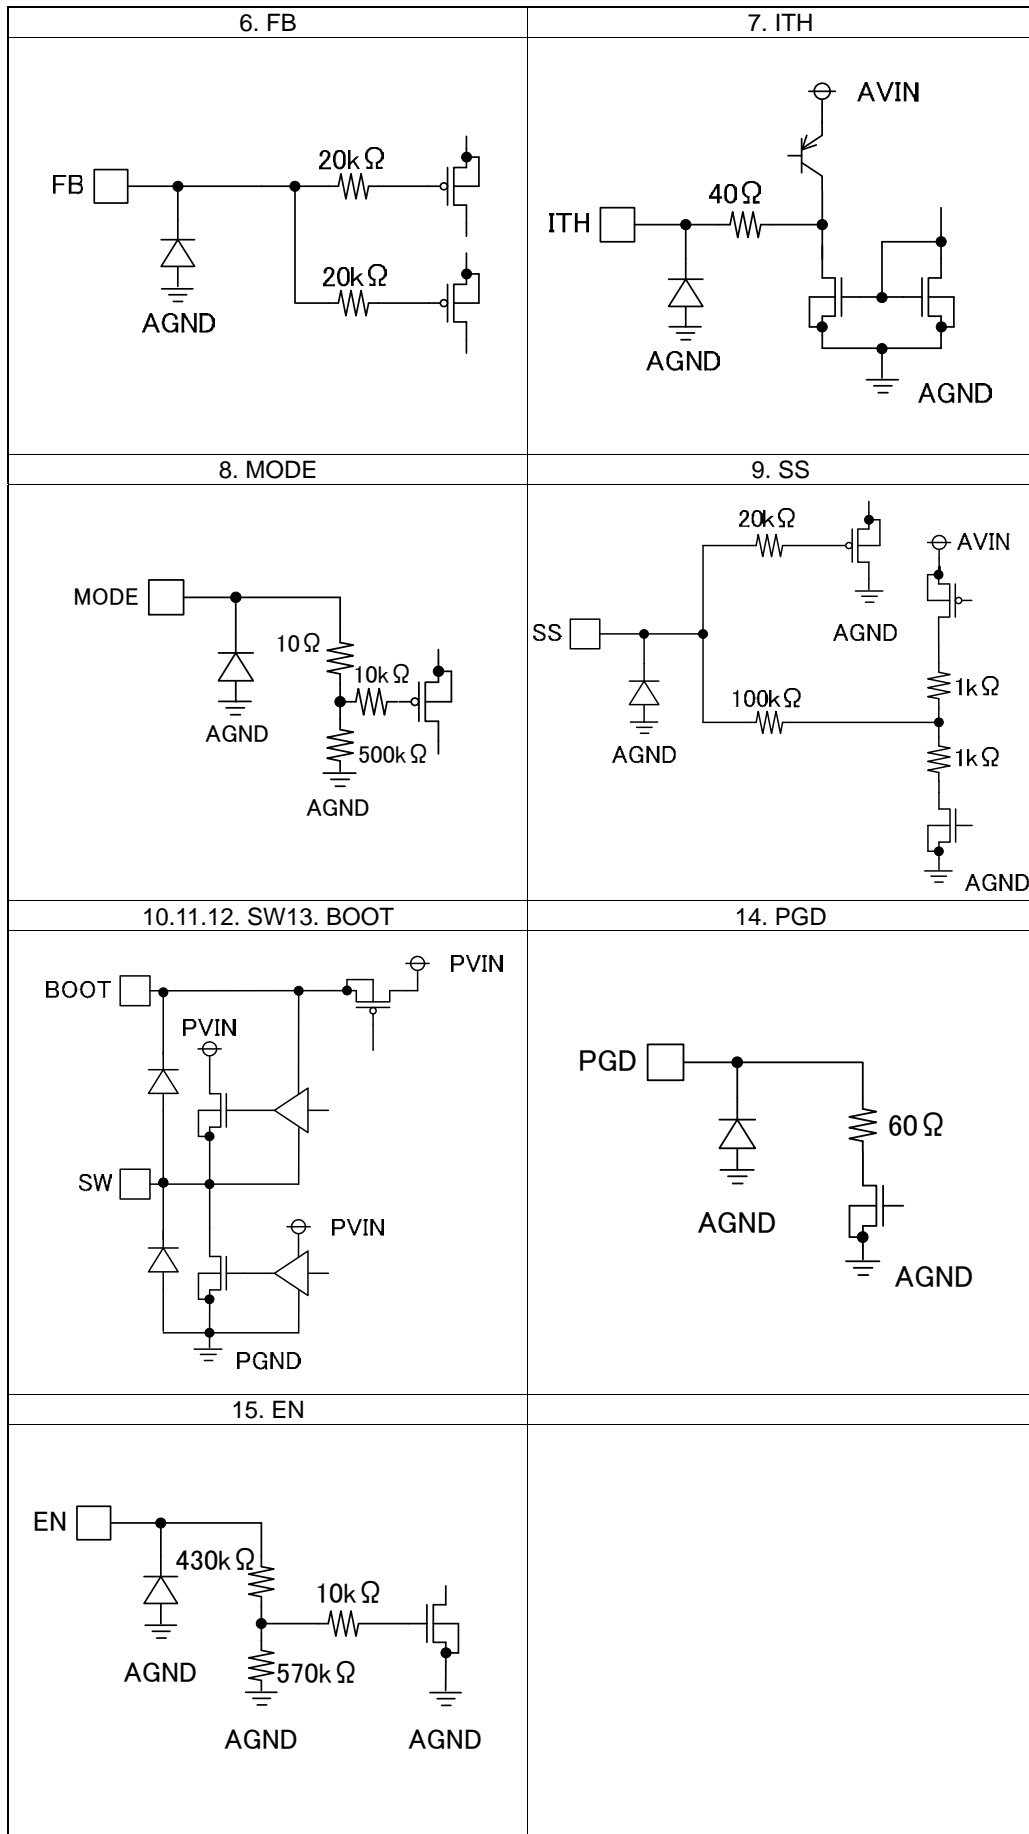 6. FB
20kΩ
FB
20kΩ
AGND
7. ITH
AVIN
40Ω
ITH
AGND
AGND
8. MODE
MODE
10Ω
10kΩ
AGND
500kΩ
AGND
9. SS
20kΩ
AVIN
SS
AGND
1kΩ
100kΩ
AGND
1kΩ
AGND
10.11.12. SW13. BOOT
PVIN
BOOT
PVIN
SW
PVIN
PGND
14. PGD
PGD
60Ω
AGND
AGND
15. EN
EN
430kΩ
10kΩ
AGND
570kΩ
AGND
AGND